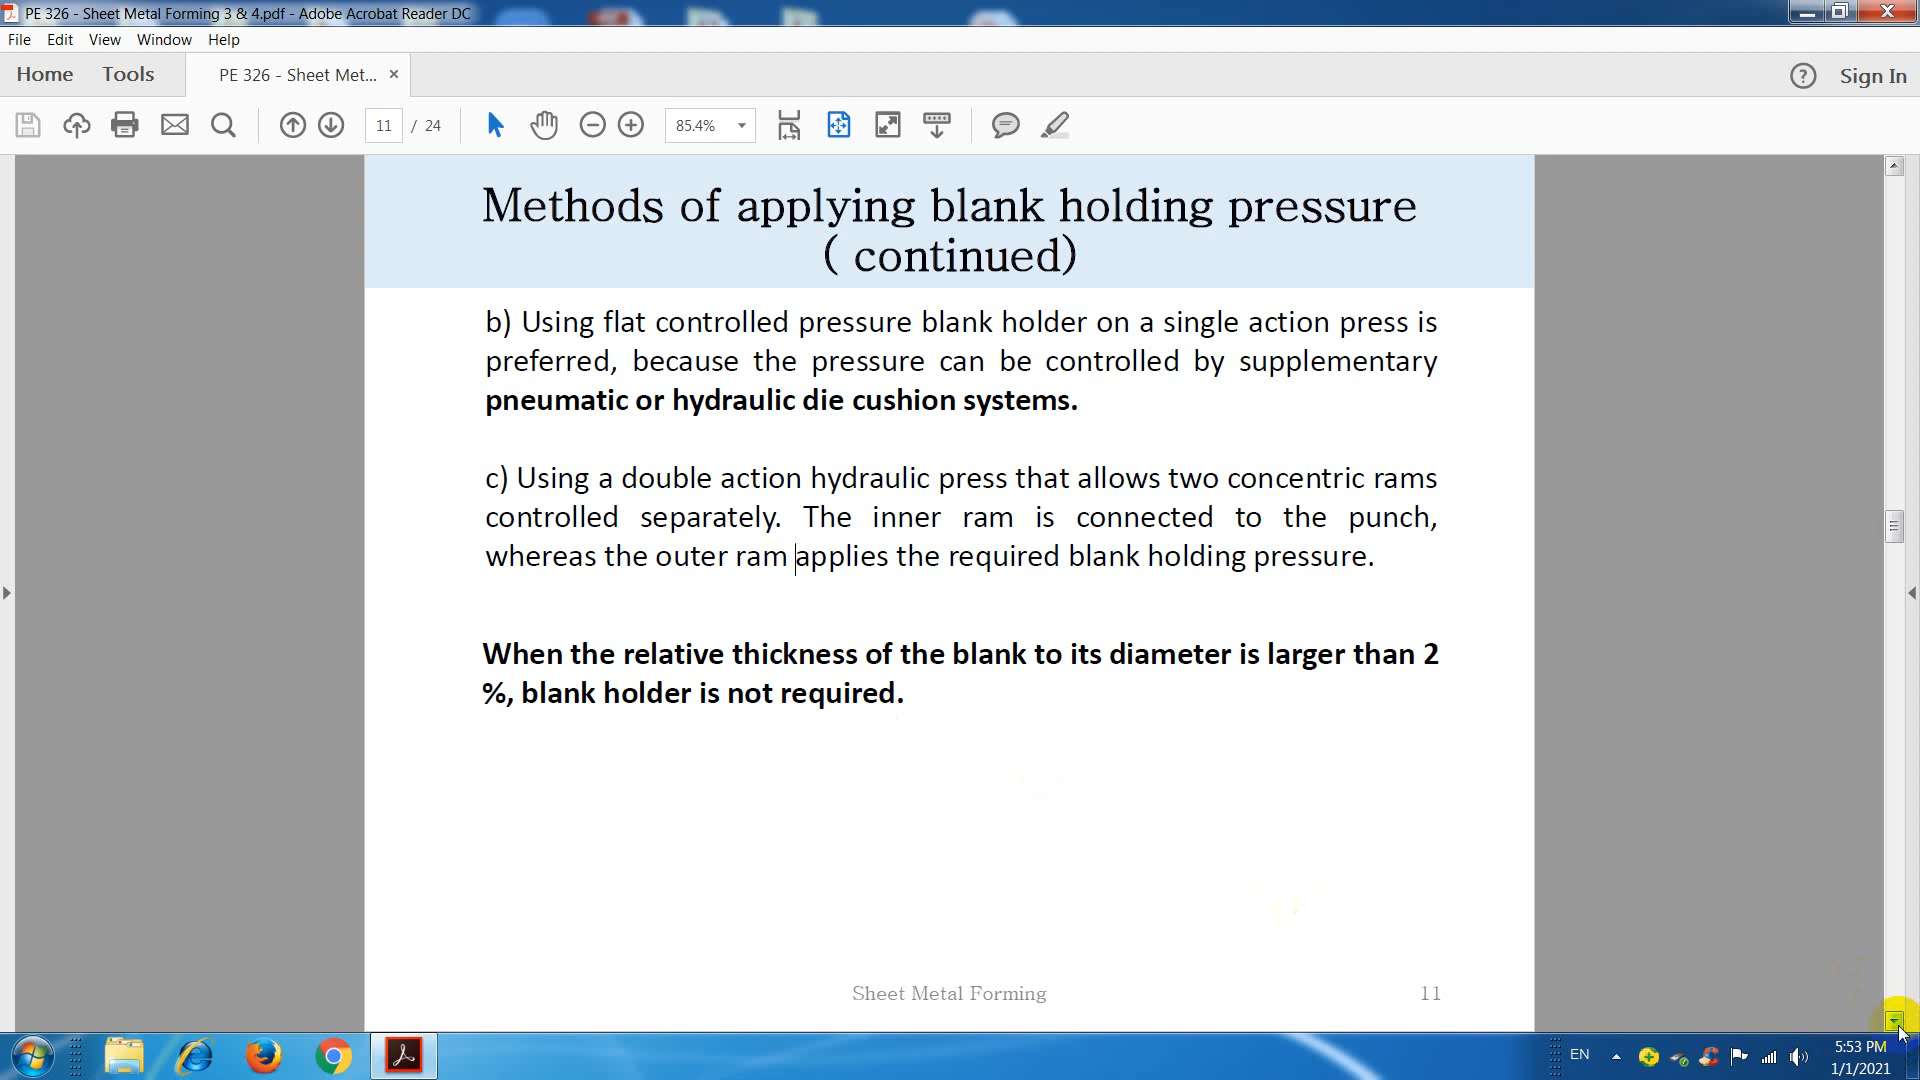 PE 326 - Sheet Metal Forming 3 & 4.pdf - Adobe Acrobat Reader DC
File Edit View Window Help
Home Tools PE 326 - Sheet Met... × ? Sign In
11 / 24 85.4%
Methods of applying blank holding pressure
( continued)
b) Using flat controlled pressure blank holder on a single action press is
preferred, because the pressure can be controlled by supplementary
pneumatic or hydraulic die cushion systems.
c) Using a double action hydraulic press that allows two concentric rams
controlled separately. The inner ram is connected to the punch,
whereas the outer ram applies the required blank holding pressure.
When the relative thickness of the blank to its diameter is larger than 2
%, blank holder is not required.
Sheet Metal Forming 11
EN 5:53 PM
1/1/2021